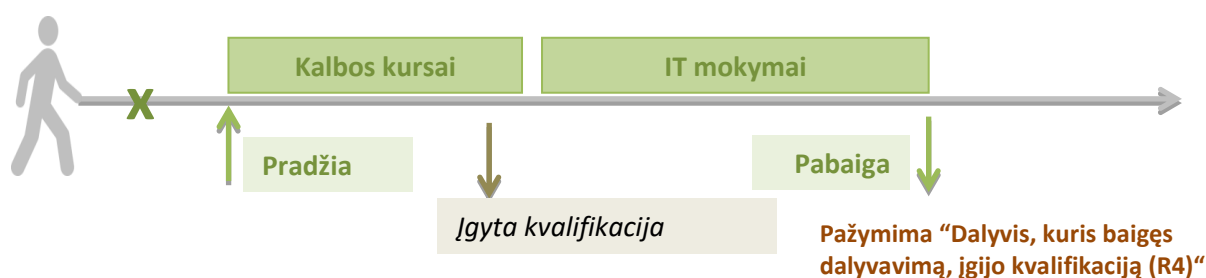 Kalbos kursai
IT mokymai
X
Pradžia
Pabaiga
Įgyta kvalifikacija
Pažymima “Dalyvis, kuris baigęs
dalyvavimą, įgijo kvalifikaciją (R4)“